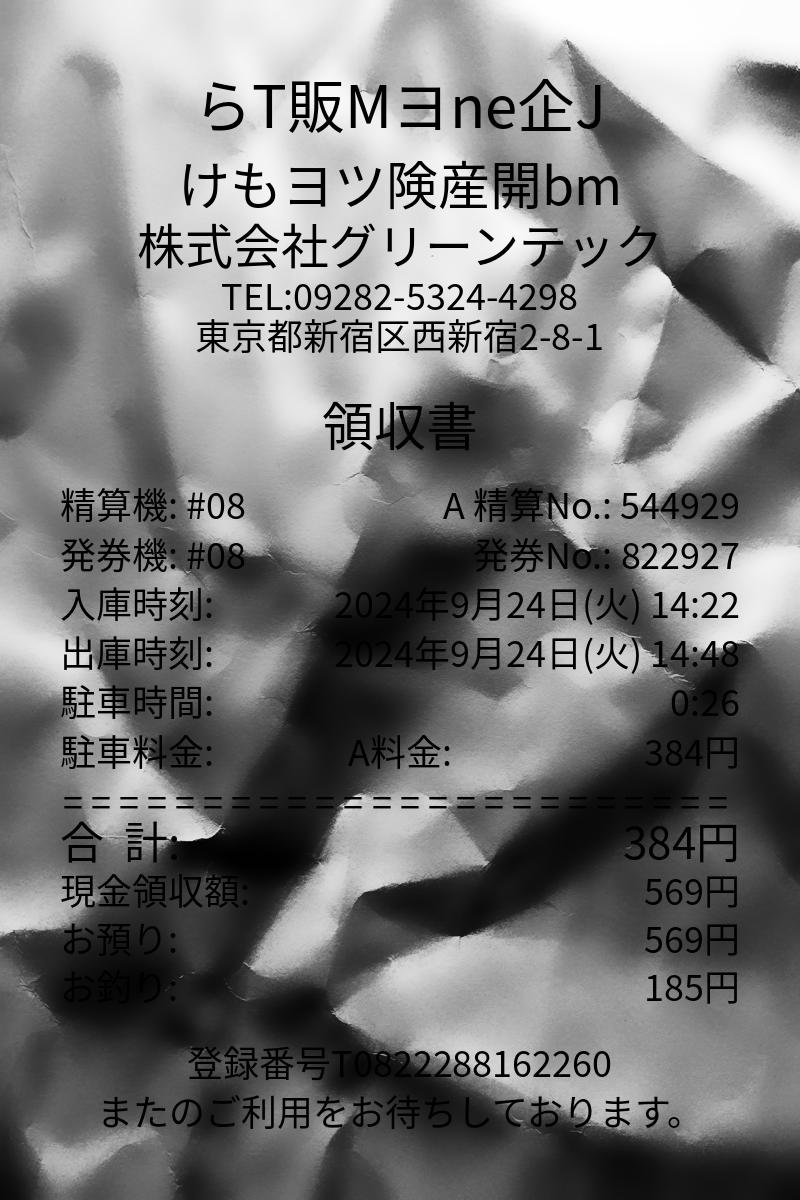 らT販Mヨne企J
けもヨツ険産開bm
株式会社グリーンテック
TEL:09282-5324-4298
東京都新宿区西新宿2-8-1
領収書
精算機: #08 A 精算No.: 544929
発券機: #08 発券No.: 822927
入庫時刻: 2024年9月24日(火) 14:22
出庫時刻: 2024年9月24日(火) 14:48
駐車時間: 0:26
駐車料金: A料金: 384円
========================
合 計: 384円
現金領収額: 569円
お預り: 569円
お釣り: 185円
登録番号T0822288162260
またのご利用をお待ちしております。